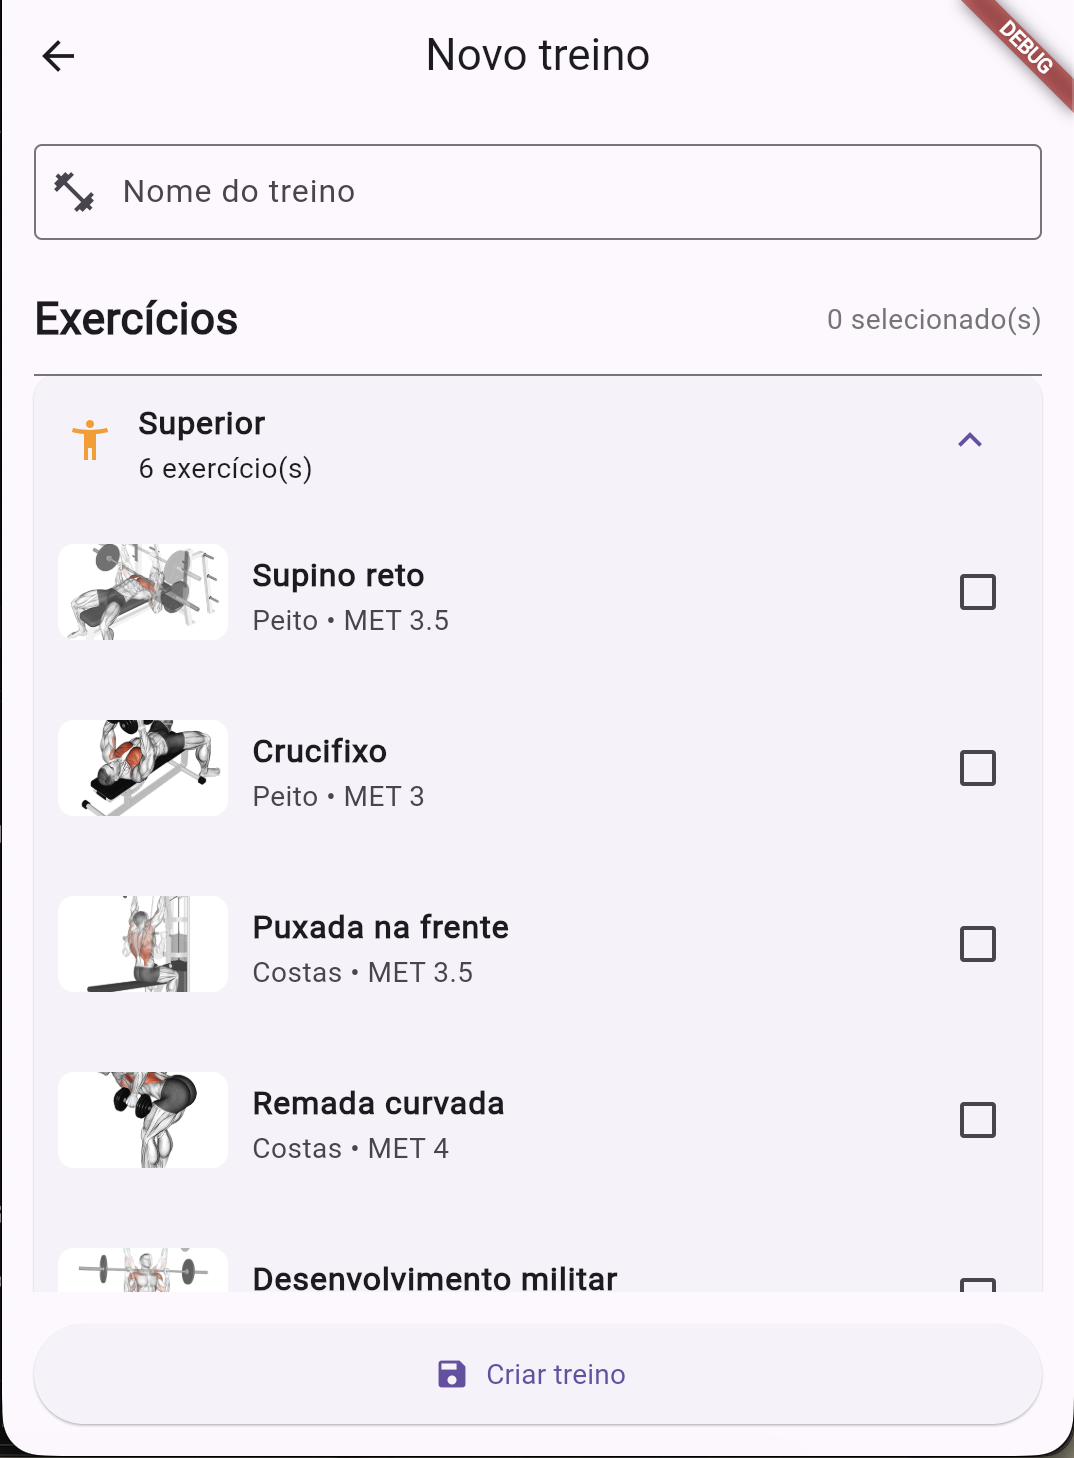 Novo treino
DEBUG
Nome do treino
Exercícios
0 selecionado(s)
Superior
6 exercício(s)
Supino reto
Peito • MET 3.5
Crucifixo
Peito • MET 3
Puxada na frente
Costas • MET 3.5
Remada curvada
Costas • MET 4
Desenvolvimento militar
Criar treino